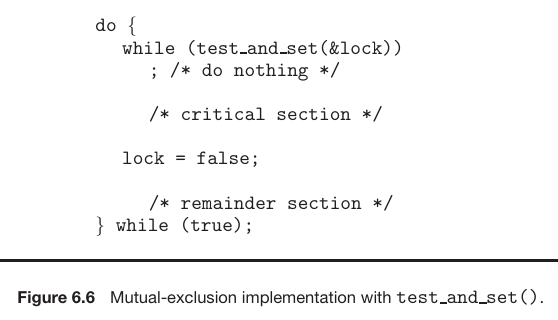 do {
while (test_and_set(&lock))
; /* do nothing */
/* critical section */
lock = false;
/* remainder section */
} while (true);
Figure 6.6 Mutual-exclusion implementation with test_and_set().